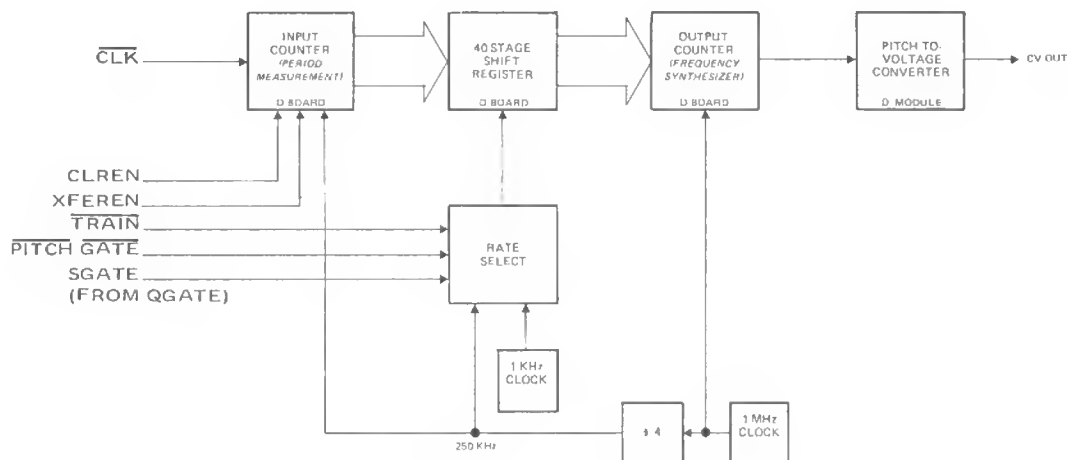 CLK
INPUT
COUNTER
(PERIOD
MEASUREMENT)
D BOARD
40 STAGE
SHIFT
REGISTER
D BOARD
OUTPUT
COUNTER
(FREQUENCY
SYNTHESIZER)
D BOARD
PITCH TO-
VOLTAGE
CONVERTER
D MODULE
CV OUT
CLREN
XFEREN
TRAIN
PITCH GATE
SGATE
(FROM QGATE)
RATE
SELECT
1 KHz
CLOCK
250 KHz
÷ 4
1 MHz
CLOCK